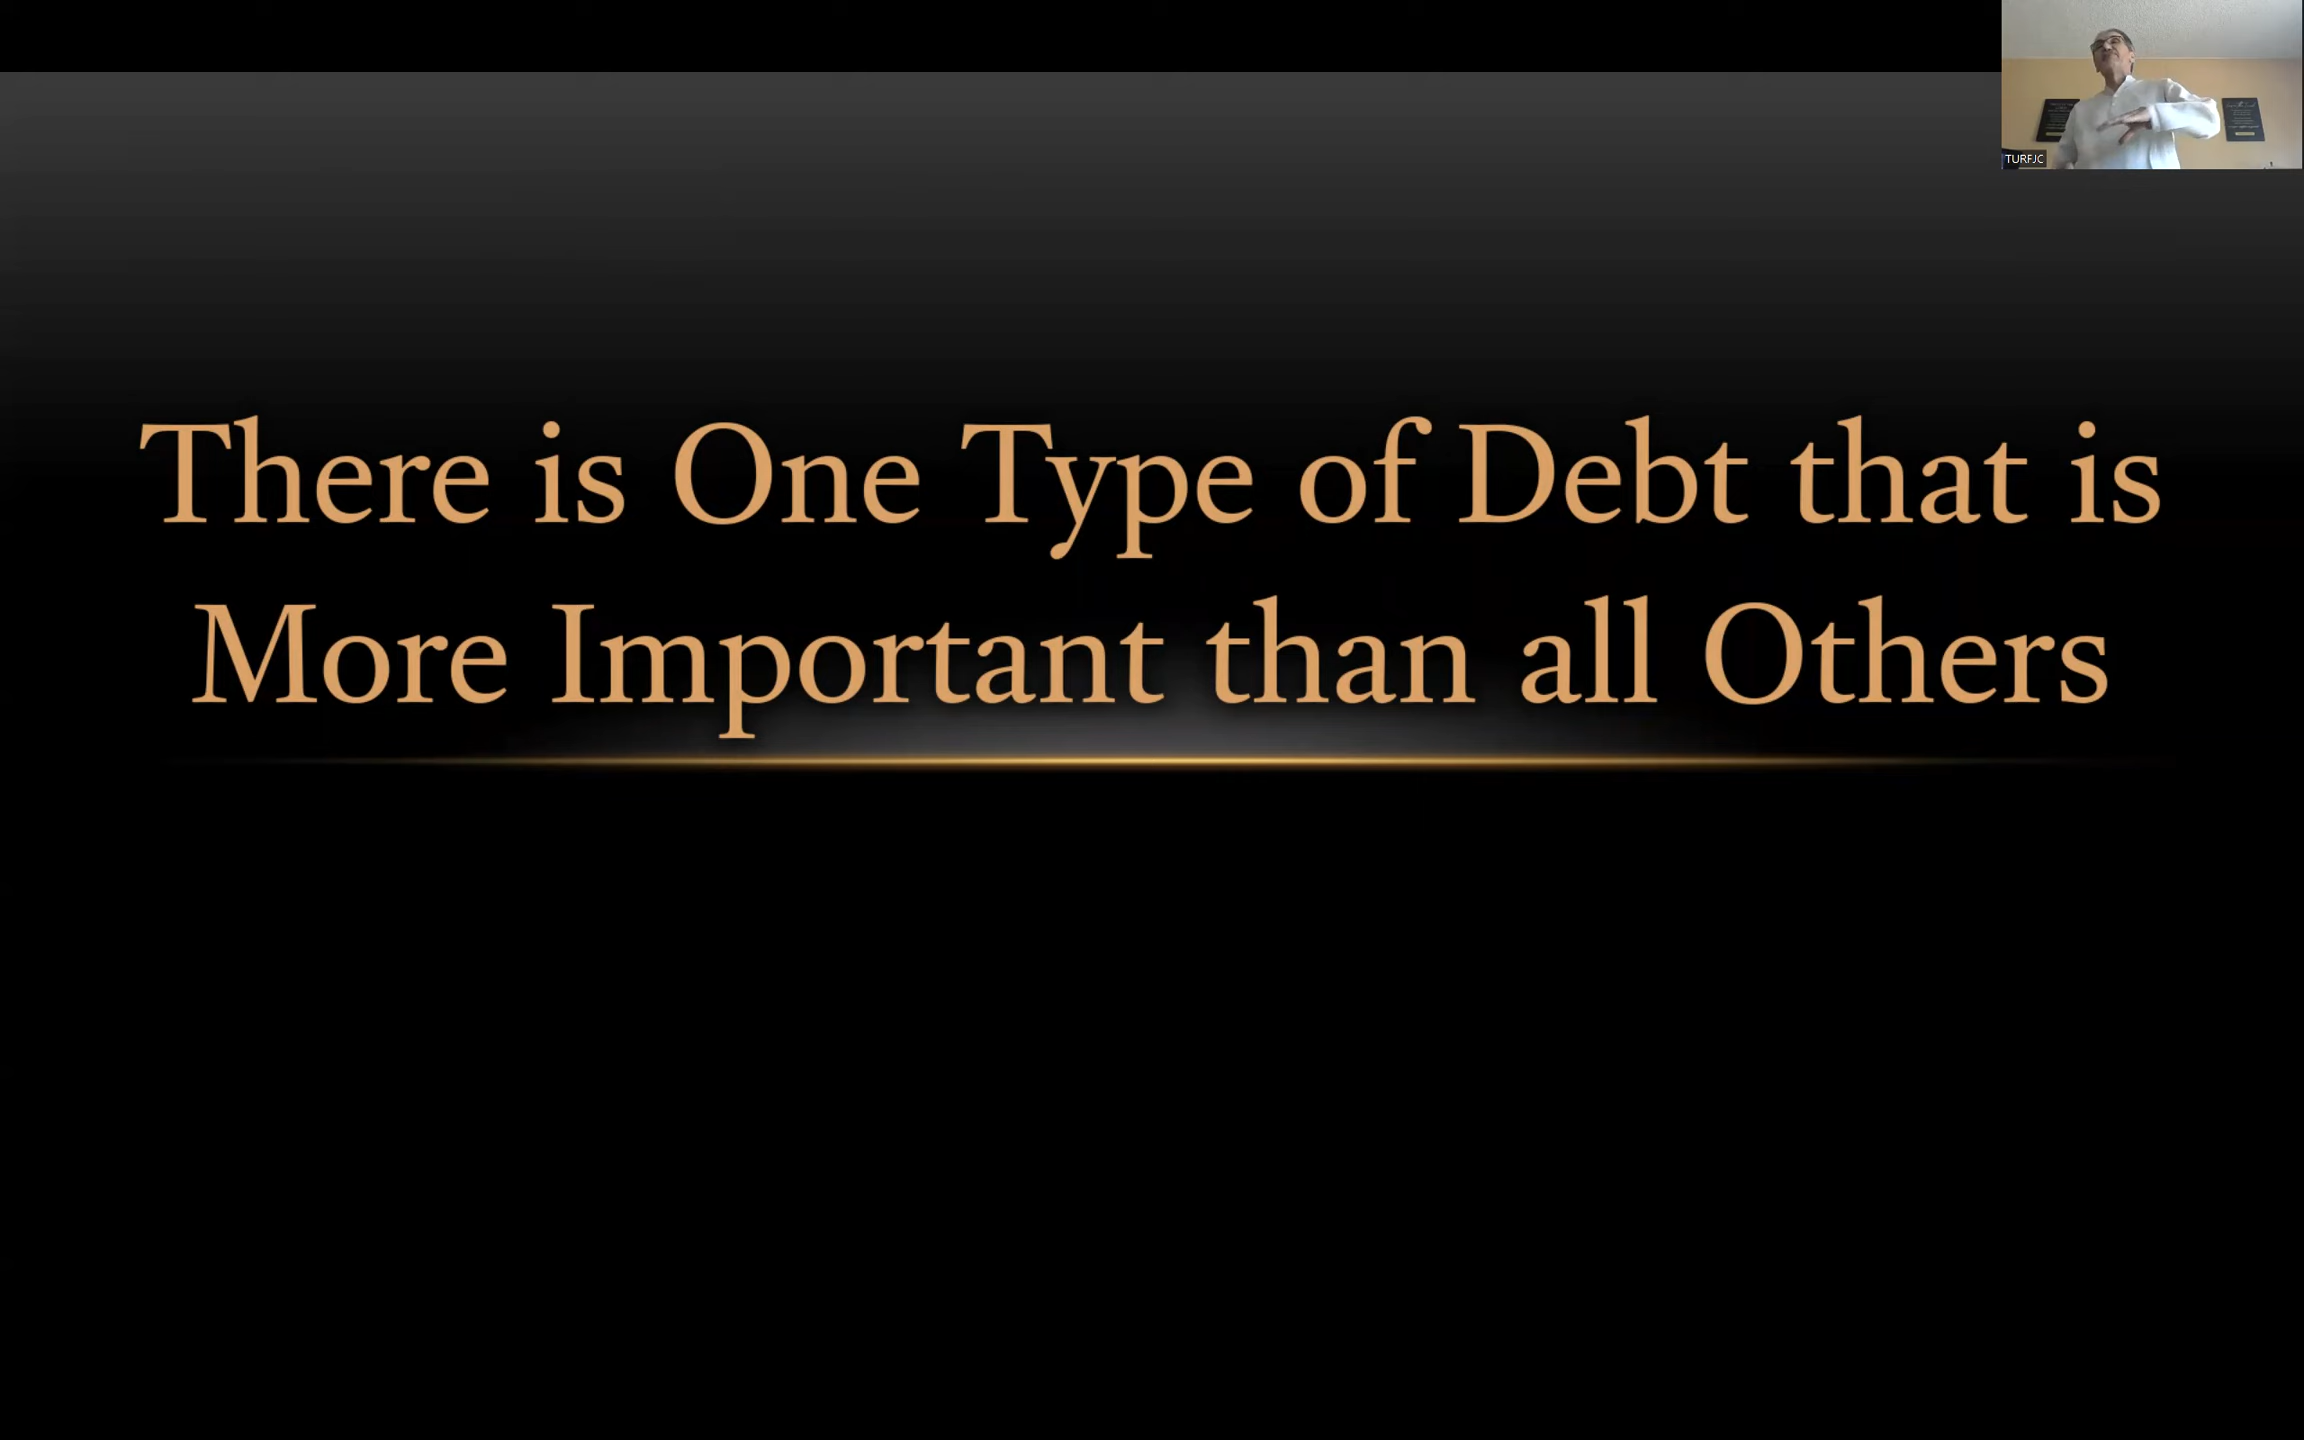 TURFJC
There is One Type of Debt that is
More Important than all Others